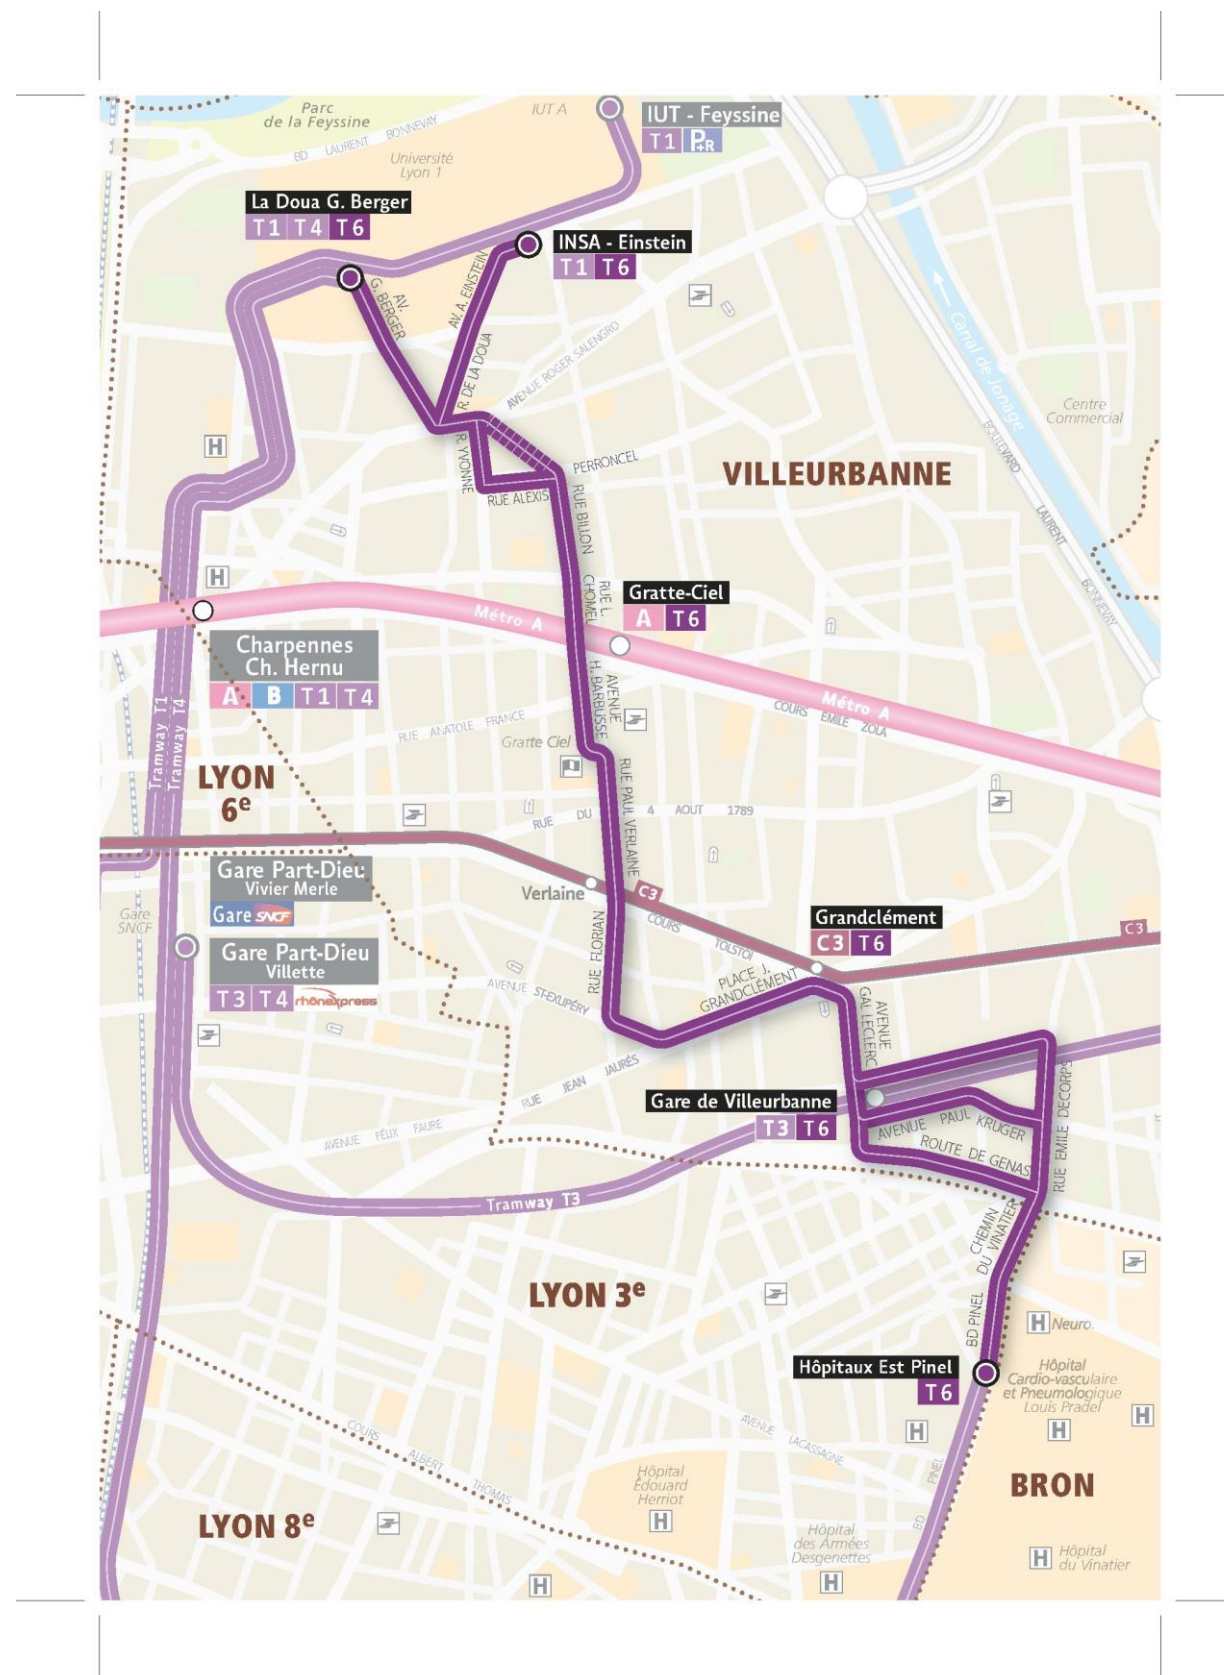 Parc
de la Feyssine
IUT A
IUT - Feyssine
T1 P+R
BD LAURENT BONNEVAY
Université
Lyon 1
La Doua G. Berger
T1 T4 T6
INSA - Einstein
T1 T6
AV.
G. BERGER
AV. A. EINSTEIN
R. DE LA DOUA
AVENUE ROGER SALENGRO
Canal de Jonage
Centre
Commercial
H
R. YVONNE
PERRONCEL
RUE ALEXIS
RUE BILLON
VILLEURBANNE
BOULEVARD
LAURENT
BONNEVAY
H
RUE L.
CHOMEL
Gratte-Ciel
A T6
Métro A
Charpennes
Ch. Hernu
A B T1 T4
AVENUE
H. BARBUSSE
Métro A
COURS EMILE ZOLA
RUE ANATOLE FRANCE
Gratte Ciel
Tramway T1
Tramway T4
LYON
6e
RUE PAUL VERLAINE
RUE DU 4 AOUT 1789
Gare Part-Dieu
Vivier Merle
Gare SNCF
Verlaine
C3
Gare
SNCF
COURS TOLSTOI
Grandclément
C3 T6
C3
Gare Part-Dieu
Villette
T3 T4 rhônexpress
RUE FLORIAN
PLACE J.
GRANDCLÉMENT
AVENUE ST-EXUPÉRY
AVENUE
GAL LECLERC
RUE JEAN JAURÉS
Gare de Villeurbanne
T3 T6
AVENUE PAUL KRUGER
RUE EMILE DECORPS
AVENUE FÉLIX FAURE
ROUTE DE GENAS
Tramway T3
CHEMIN
DU VINATIER
LYON 3e
BD PINEL
H Neuro.
Hôpitaux Est Pinel
T6
Hôpital
Cardio-vasculaire
et Pneumologique
Louis Pradel
H
H
H
AVENUE LACASSAGNE
COURS ALBERT THOMAS
BD PINEL
BRON
Hôpital
Édouard
Herriot
H
LYON 8e
Hôpital
des Armées
Desgenettes
H
H Hôpital
du Vinatier
H